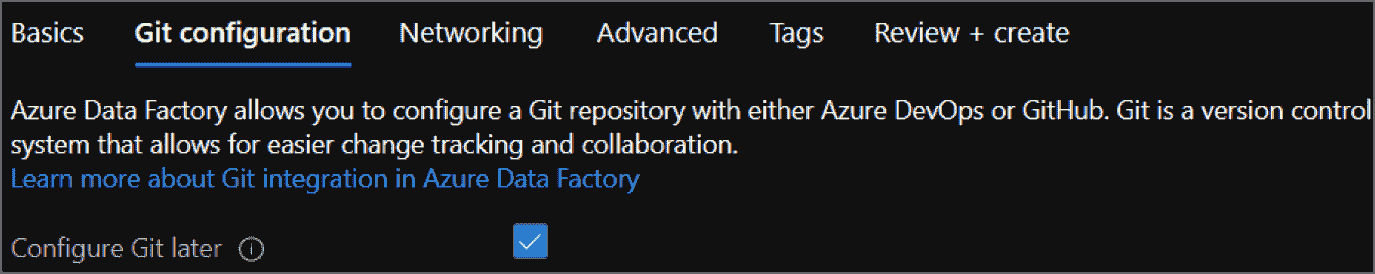 Basics Git configuration Networking Advanced Tags Review + create
Azure Data Factory allows you to configure a Git repository with either Azure DevOps or GitHub. Git is a version control
system that allows for easier change tracking and collaboration.
Learn more about Git integration in Azure Data Factory
Configure Git later